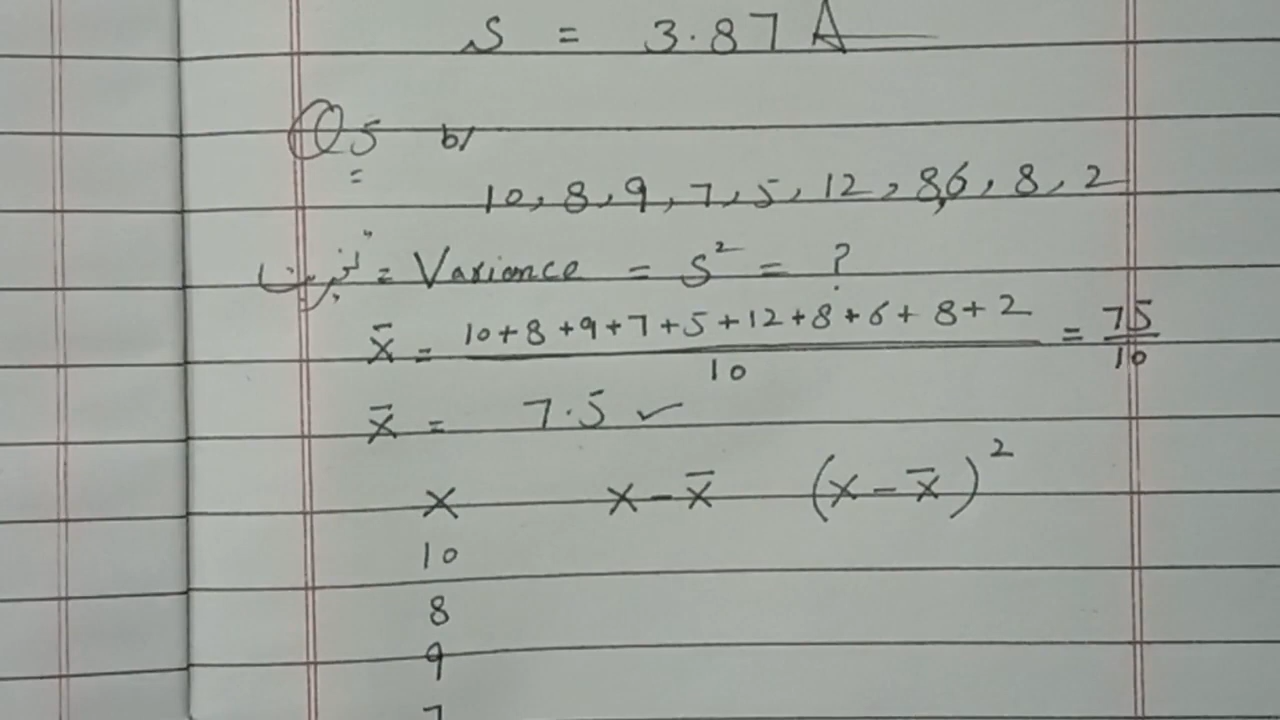 S = 3.87 A
Q5 b/
10, 8, 9, 7, 5, 12, 8, 6, 8, 2
= Variance = S² = ?
x̄ = 10+8+9+7+5+12+8+6+8+2 / 10 = 75 / 10
x̄ = 7.5 ✓
x x-x̄ (x-x̄)²
10
8
9
7